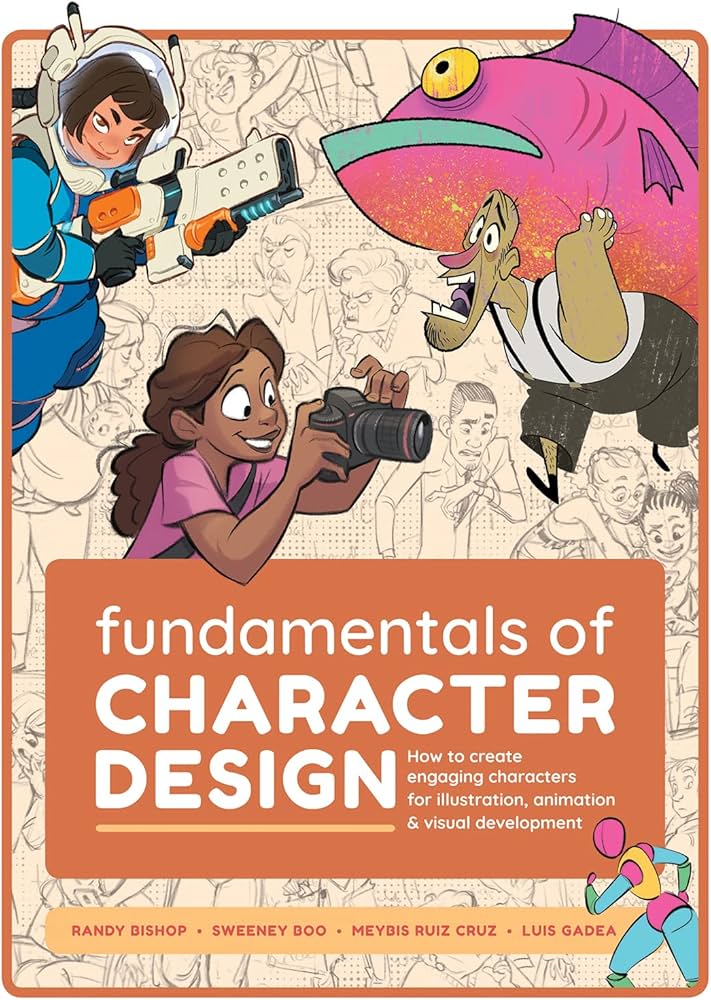 fundamentals of
CHARACTER
DESIGN
How to create
engaging characters
for illustration, animation
& visual development
RANDY BISHOP • SWEENEY BOO • MEYBIS RUIZ CRUZ • LUIS GADEA